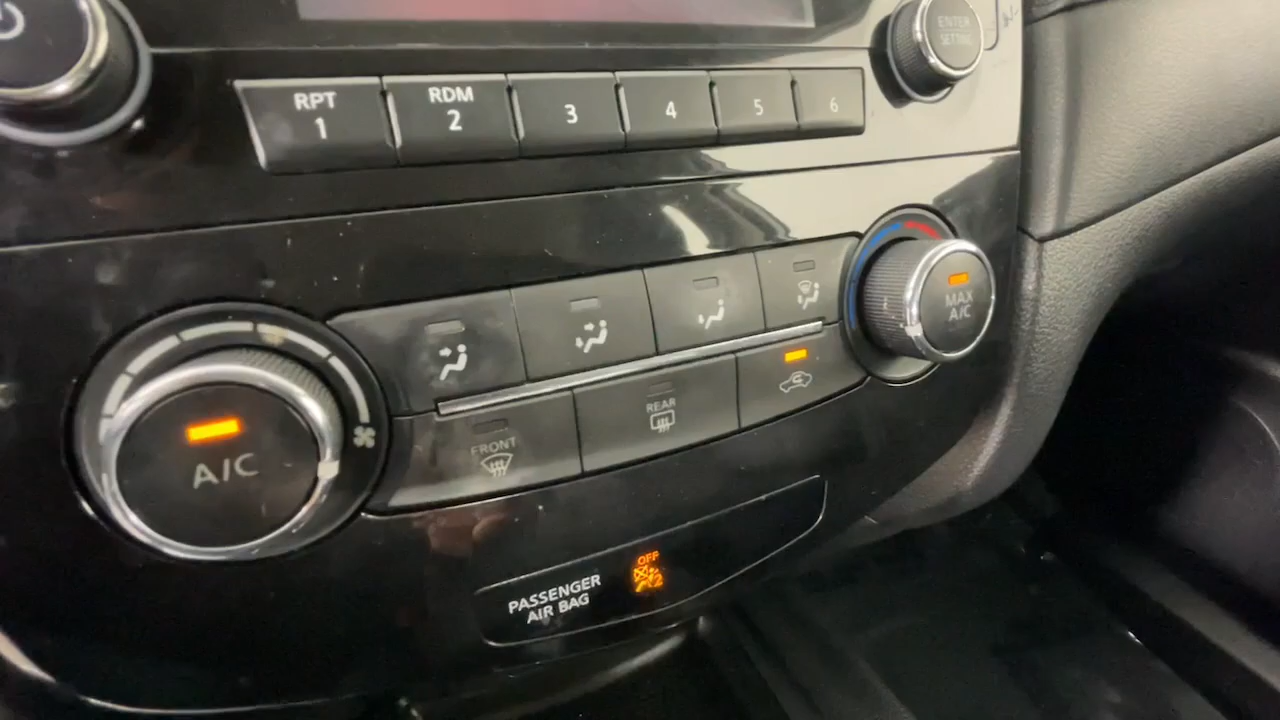 ENTER
SETTING
RPT
1
RDM
2
3
4
5
6
MAX
A/C
A/C
FRONT
REAR
PASSENGER
AIR BAG
OFF